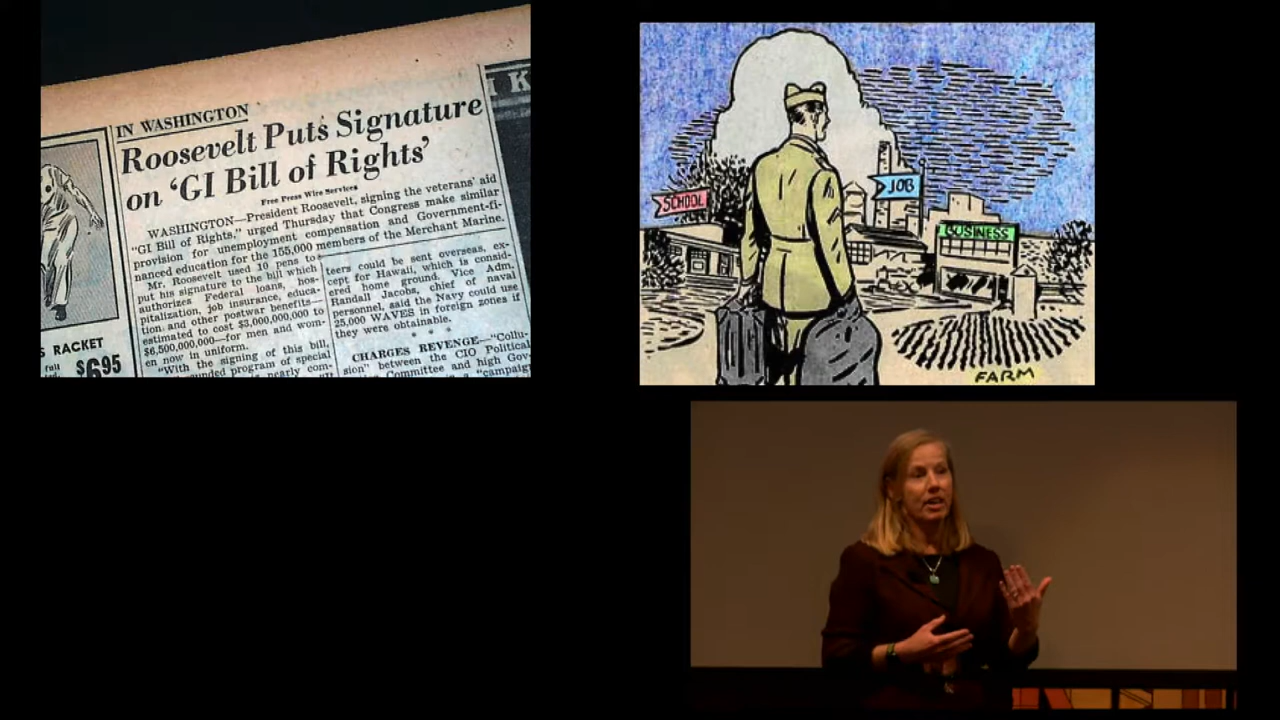 IN WASHINGTON
Roosevelt Puts Signature
on ‘GI Bill of Rights’
Free Press Wire Services
WASHINGTON—President Roosevelt, signing the veterans' aid
"GI Bill of Rights," urged Thursday that Congress make similar
provision for unemployment compensation and Government-fi-
nanced education for the 155,000 members of the Merchant Marine.
Mr. Roosevelt used 10 pens to
put his signature to the bill which
authorizes Federal loans, hos-
pitalization, job insurance, educa-
tion and other postwar benefits—
estimated to cost $3,000,000,000 to
$6,500,000,000—for men and wom-
en now in uniform.
"With the signing of this bill,
unded program of special
nearly com-
teers could be sent overseas, ex-
cept for Hawaii, which is consid-
ered home ground. Vice Adm.
Randall Jacobs, chief of naval
personnel, said the Navy could use
25,000 WAVES in foreign zones if
they were obtainable.
* * *
CHARGES REVENGE—"Collu-
sion" between the CIO Political
Committee and high Gov-
"campaig
K
S RACKET
$6.95
SCHOOL
JOB
BUSINESS
FARM